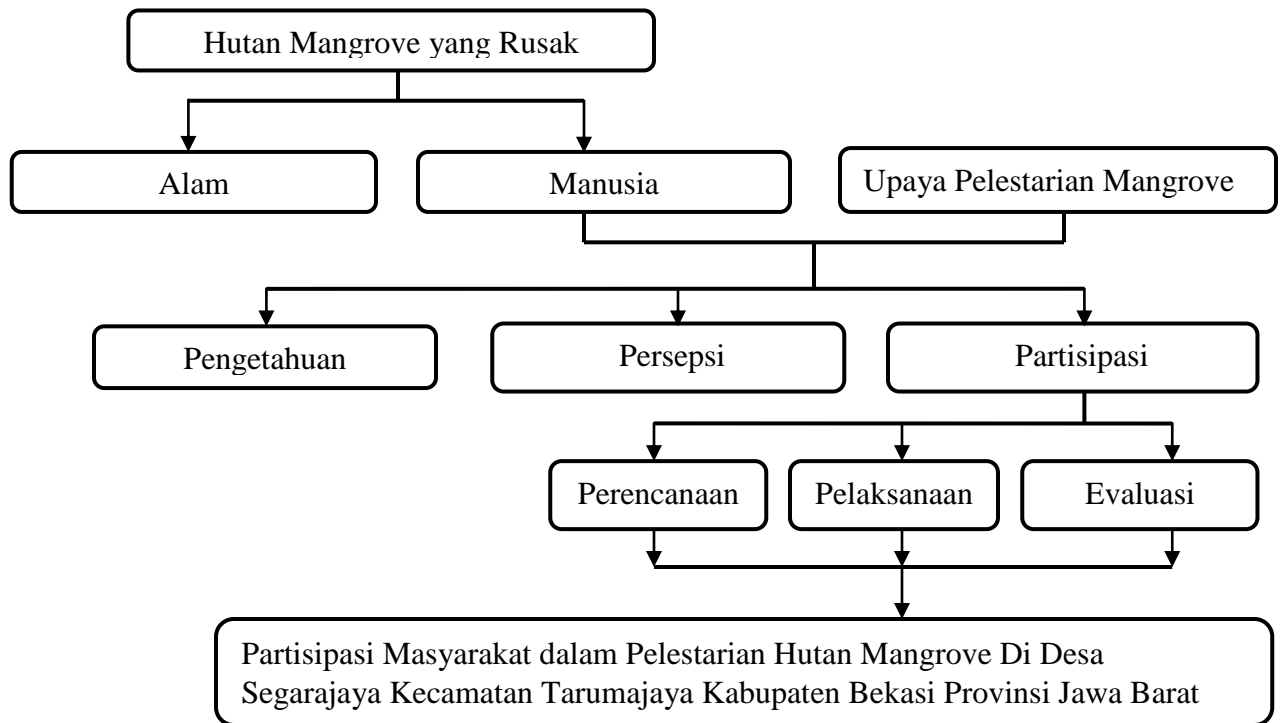 Hutan Mangrove yang Rusak
Alam
Manusia
Upaya Pelestarian Mangrove
Pengetahuan
Persepsi
Partisipasi
Perencanaan
Pelaksanaan
Evaluasi
Partisipasi Masyarakat dalam Pelestarian Hutan Mangrove Di Desa
Segarajaya Kecamatan Tarumajaya Kabupaten Bekasi Provinsi Jawa Barat